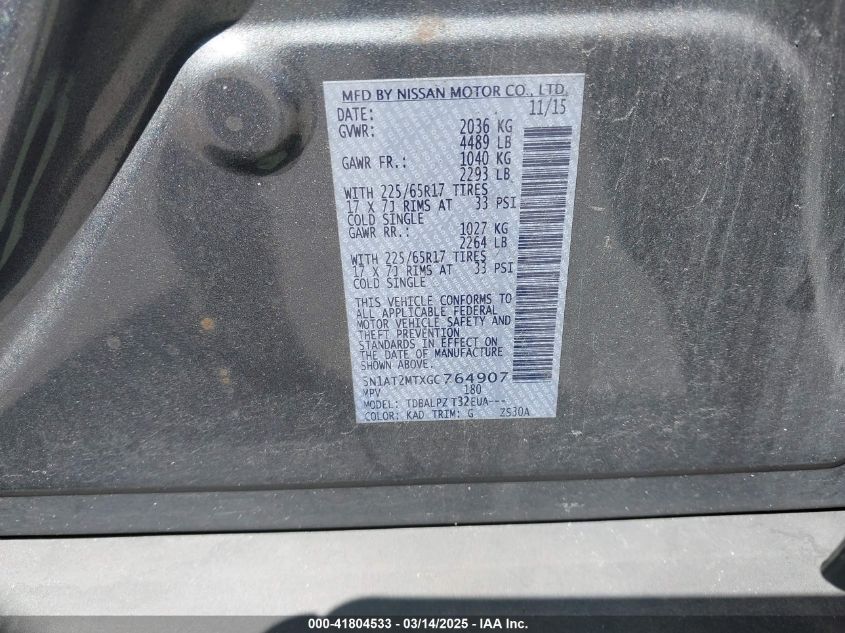 MFD BY NISSAN MOTOR CO., LTD.
DATE: 11/15
GVWR: 2036 KG
4489 LB
GAWR FR.: 1040 KG
2293 LB
WITH 225/65R17 TIRES
17 X 7J RIMS AT 33 PSI
COLD SINGLE
GAWR RR.: 1027 KG
2264 LB
WITH 225/65R17 TIRES
17 X 7J RIMS AT 33 PSI
COLD SINGLE
THIS VEHICLE CONFORMS TO
ALL APPLICABLE FEDERAL
MOTOR VEHICLE SAFETY AND
THEFT PREVENTION
STANDARDS IN EFFECT ON
THE DATE OF MANUFACTURE
SHOWN ABOVE.
5N1AT2MTXGC764907
MPV 180
MODEL: TDBALPZ T32EUA---
COLOR: KAD TRIM: G ZS30A
000-41804533 - 03/14/2025 - IAA Inc.